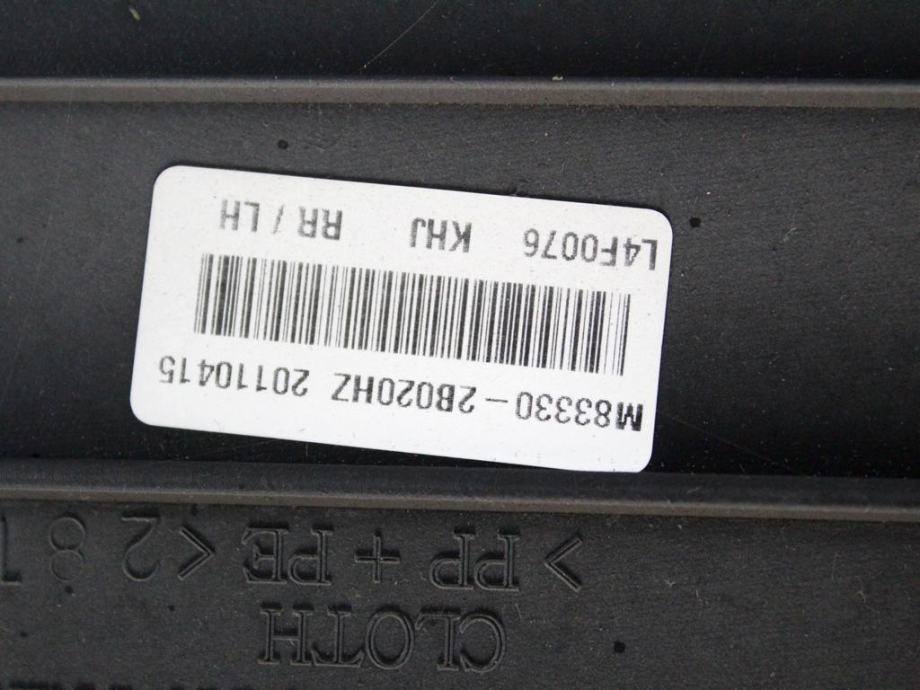 CLOTH
>PP + PE<
M83330 - 2B020HZ 20110415
L4F0076 KHJ RR / LH